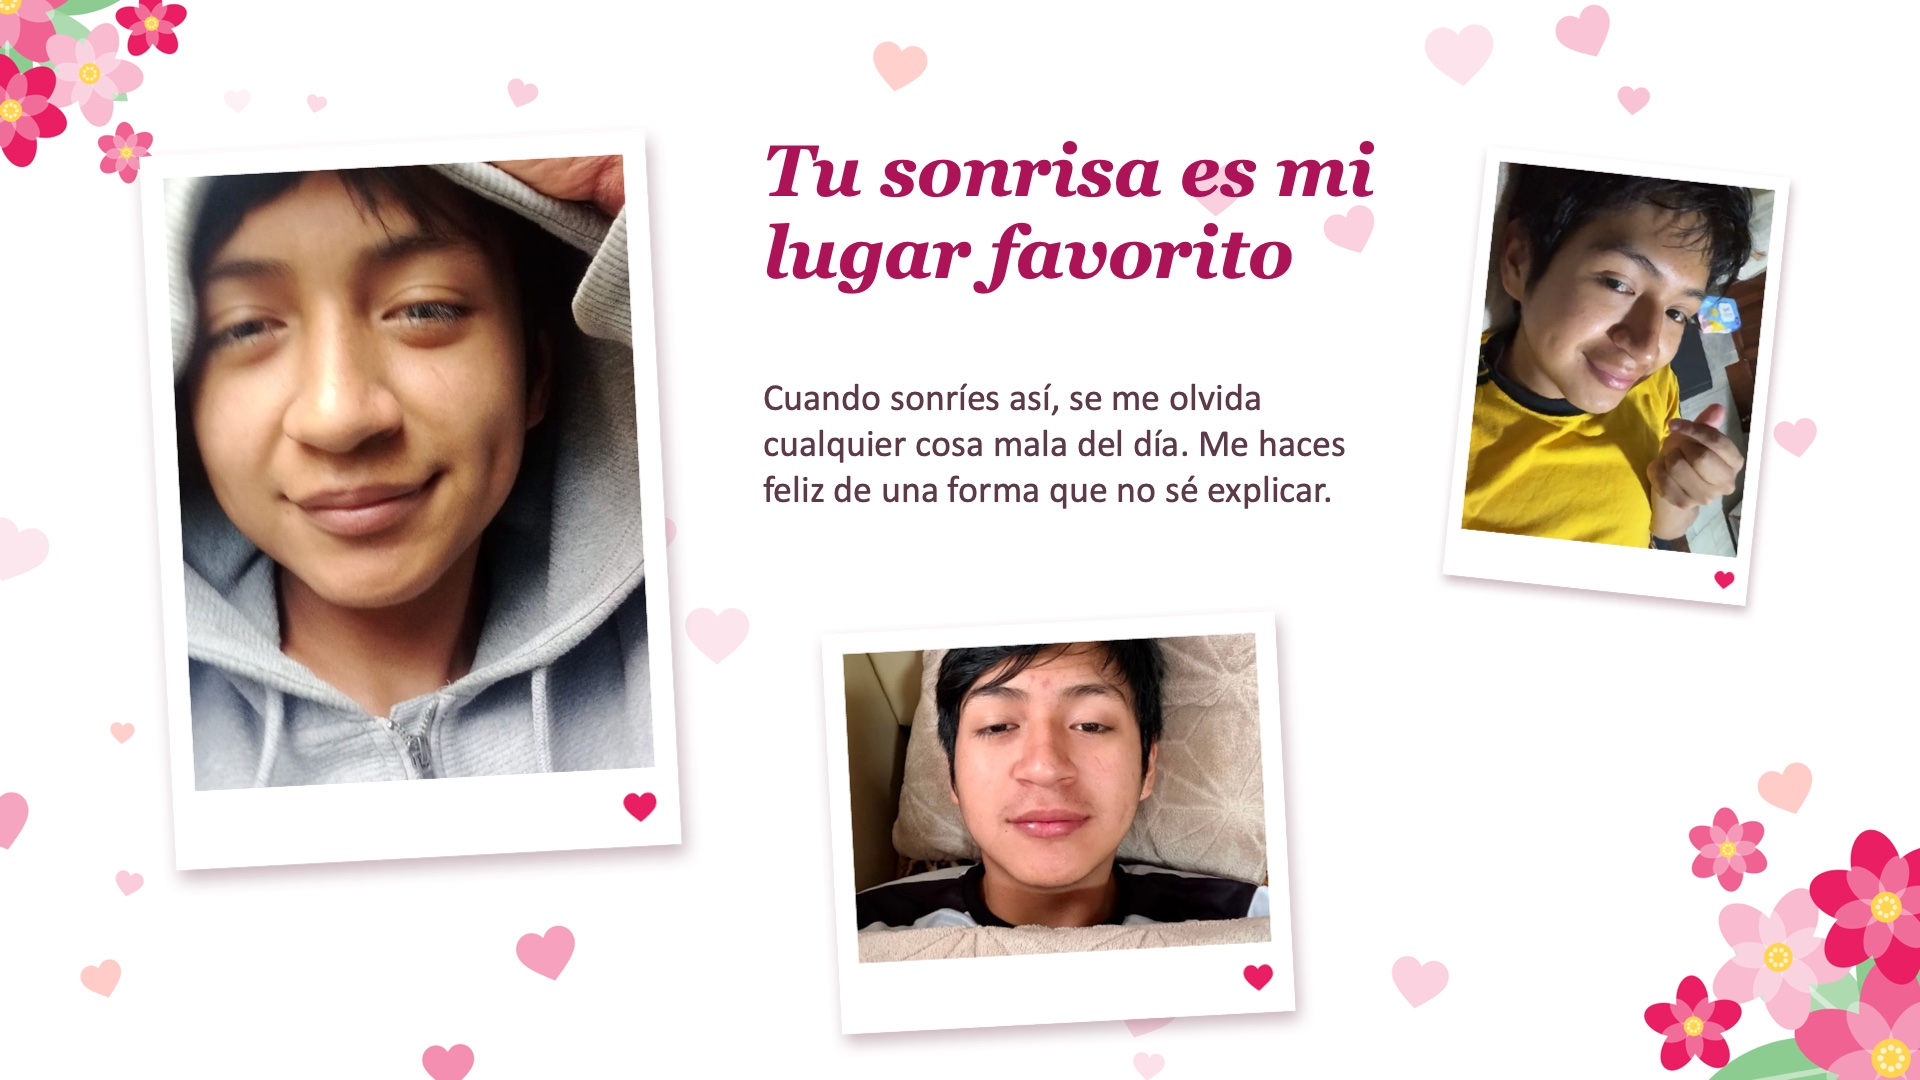 Tu sonrisa es mi
lugar favorito
Cuando sonríes así, se me olvida
cualquier cosa mala del día. Me haces
feliz de una forma que no sé explicar.